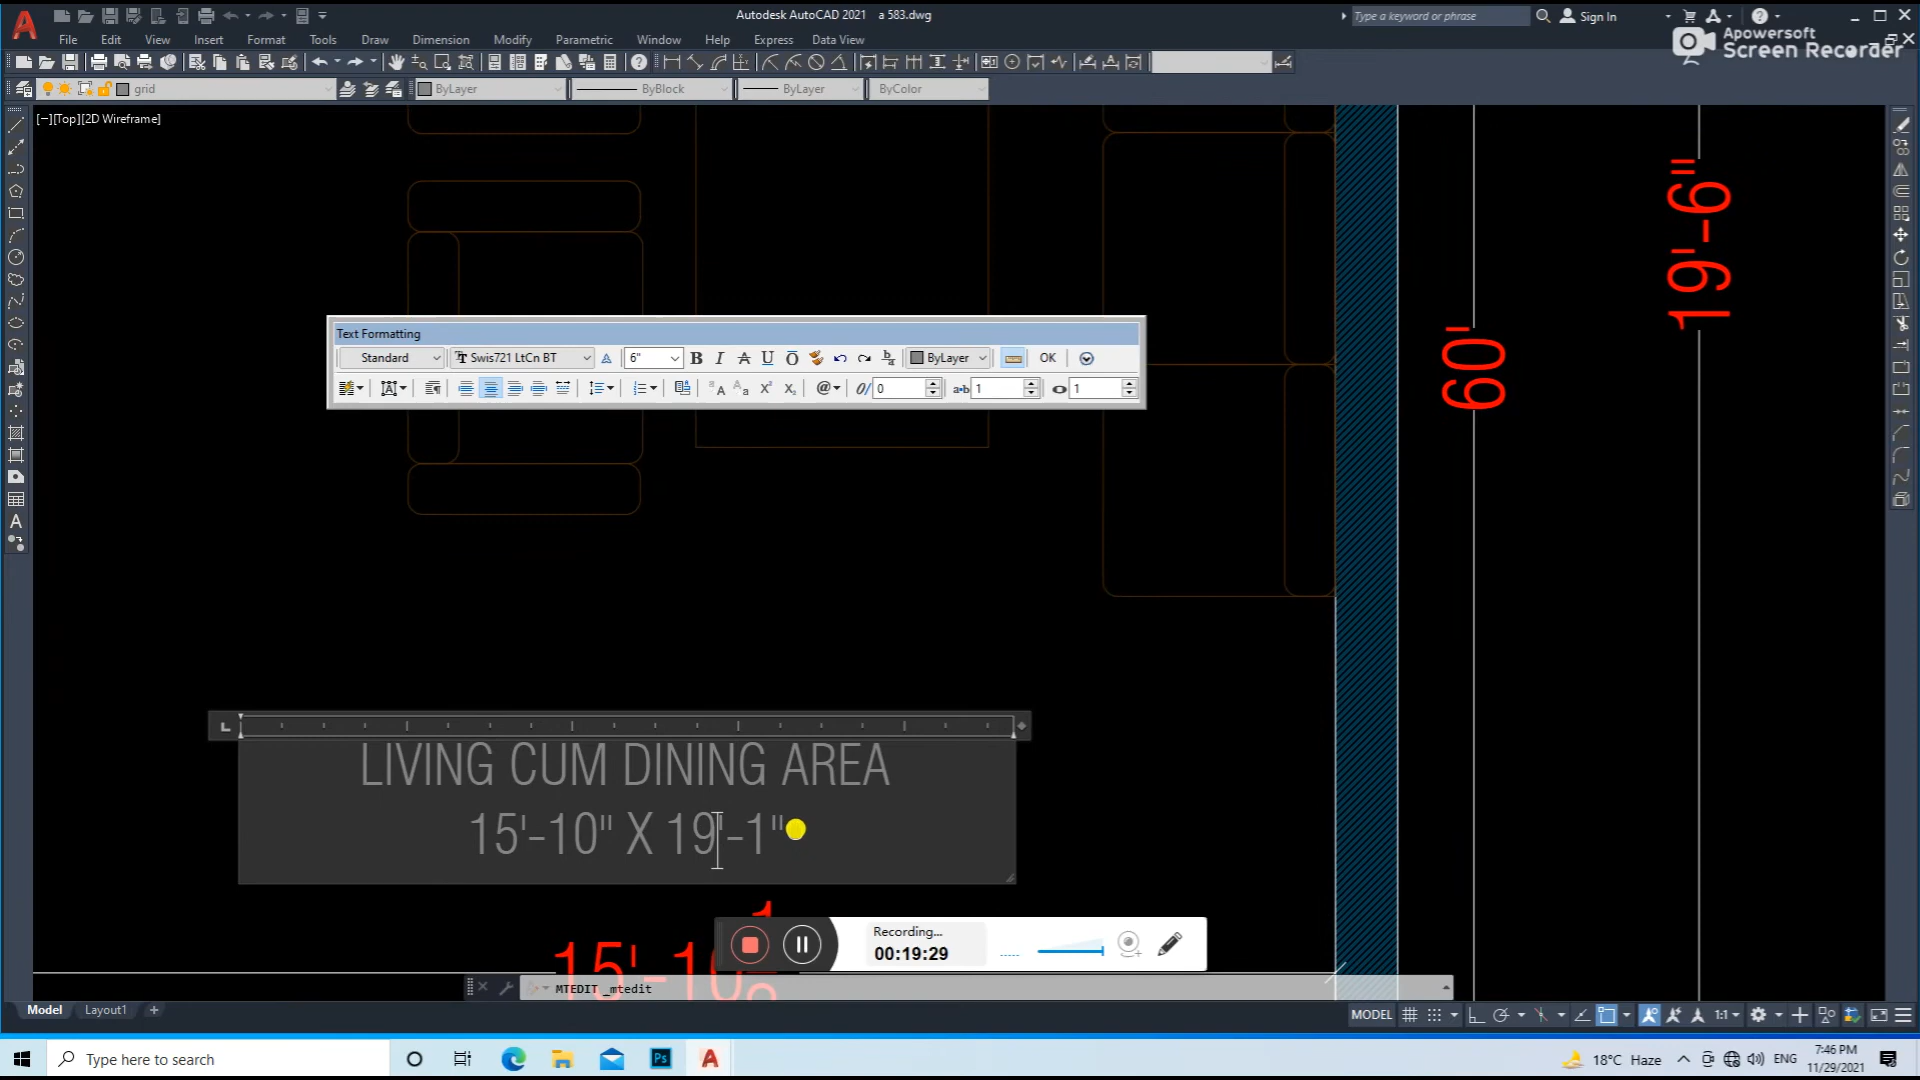 Autodesk AutoCAD 2021 a 583.dwg
Type a keyword or phrase
Sign In
File Edit View Insert Format Tools Draw Dimension Modify Parametric Window Help Express Data View
Apowersoft
Screen Recorder
grid
ByLayer
ByBlock
ByLayer
ByColor
[−][Top][2D Wireframe]
19'-6"
60'
Text Formatting
Standard
Swis721 LtCn BT
6"
B I A U O
ByLayer
OK
0
1
1
LIVING CUM DINING AREA
15'-10" X 19'-1"
Recording...
00:19:29
MTEDIT _mtedit
Model
Layout1
MODEL
1:1
Type here to search
Ps
18°C Haze
ENG
7:46 PM
11/29/2021